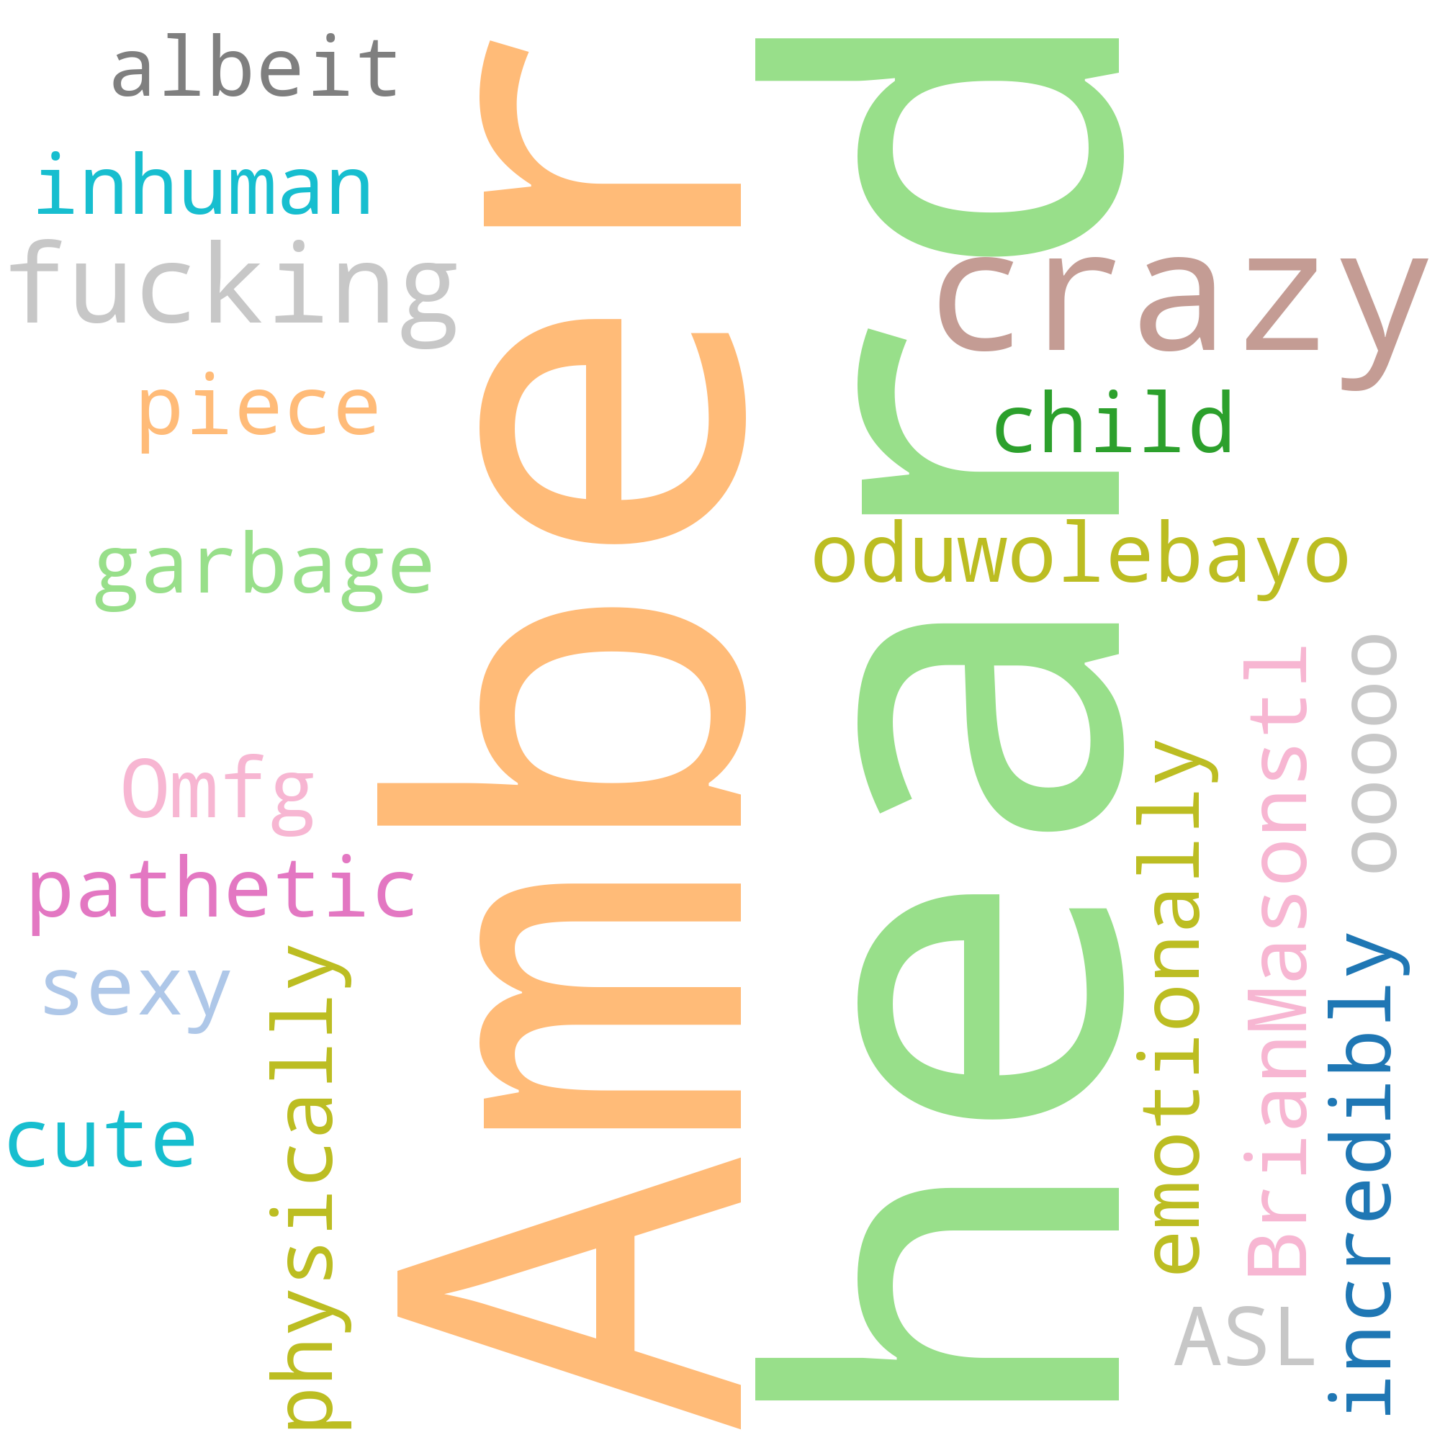 albeit
inhuman
fucking
piece
garbage
Omfg
pathetic
sexy
cute
physically
Amber
heard
crazy
child
oduwolebayo
emotionally
BrianMasonstl
ooooo
incredibly
ASL